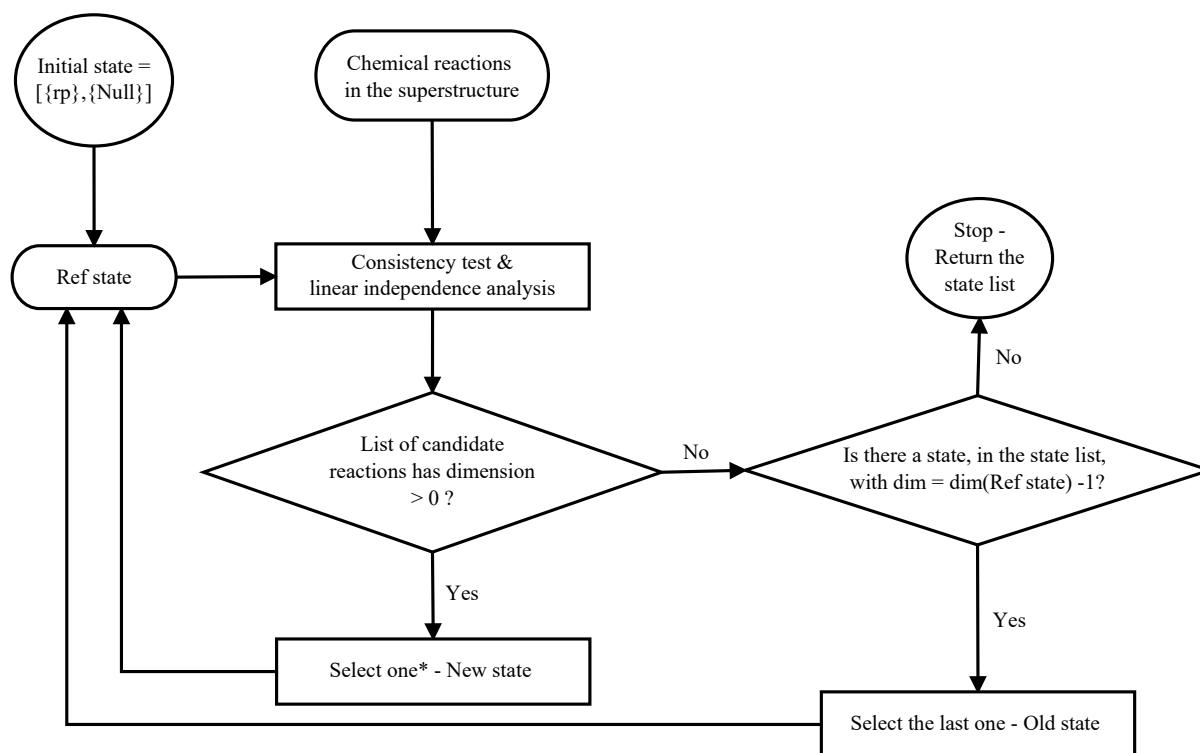 Initial state =
[{rp},{Null}]
Chemical reactions
in the superstructure
Ref state
Consistency test &
linear independence analysis
Stop -
Return the
state list
No
List of candidate
reactions has dimension
> 0 ?
No
Is there a state, in the state list,
with dim = dim(Ref state) -1?
Yes
Yes
Select one* - New state
Select the last one - Old state